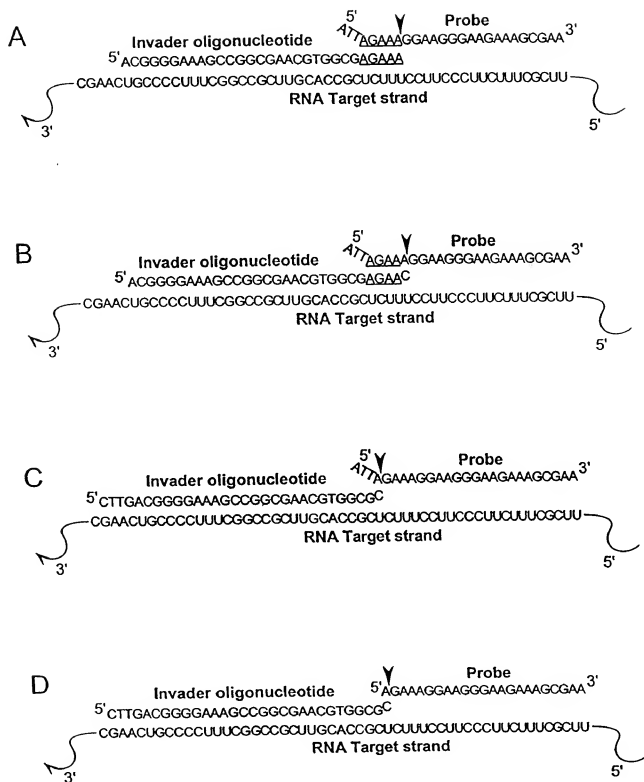 A
5'
Probe
Invader oligonucleotide
ATTAGAAAGGAAGGGAAGAAAGCGAA 3'
5' ACGGGGAAAGCCGGCGAACGTGGCGAGAAA
CGAACUGCCCCUUUCGGCCGCUUGCACCGCUCUUUCCUUCCCUUCUUUCGCUU
RNA Target strand
3'
5'
B
5'
Probe
Invader oligonucleotide
ATTAGAAAGGAAGGGAAGAAAGCGAA 3'
5' ACGGGGAAAGCCGGCGAACGTGGCGAGAAC
CGAACUGCCCCUUUCGGCCGCUUGCACCGCUCUUUCCUUCCCUUCUUUCGCUU
RNA Target strand
3'
5'
C
5'
Probe
Invader oligonucleotide
ATTAGAAAGGAAGGGAAGAAAGCGAA 3'
5' CTTGACGGGGAAAGCCGGCGAACGTGGCGC
CGAACUGCCCCUUUCGGCCGCUUGCACCGCUCUUUCCUUCCCUUCUUUCGCUU
RNA Target strand
3'
5'
D
Probe
Invader oligonucleotide
5' AGAAAGGAAGGGAAGAAAGCGAA 3'
5' CTTGACGGGGAAAGCCGGCGAACGTGGCGC
CGAACUGCCCCUUUCGGCCGCUUGCACCGCUCUUUCCUUCCCUUCUUUCGCUU
RNA Target strand
3'
5'